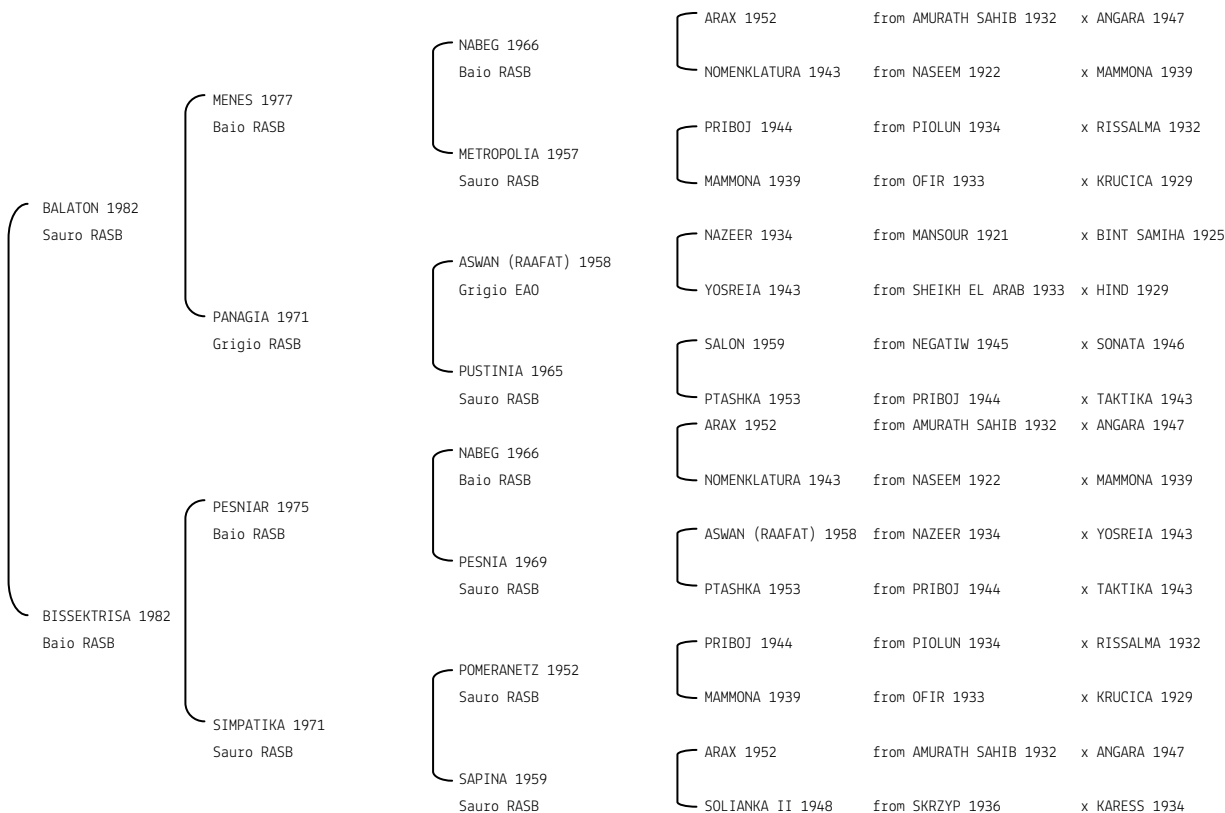 ARAX 1952 from AMURATH SAHIB 1932 x ANGARA 1947
NABEG 1966
Baio RASB
NOMENKLATURA 1943 from NASEEM 1922 x MAMMONA 1939
MENES 1977
Baio RASB
PRIBOJ 1944 from PIOLUN 1934 x RISSALMA 1932
METROPOLIA 1957
Sauro RASB
MAMMONA 1939 from OFIR 1933 x KRUCICA 1929
BALATON 1982
Sauro RASB
NAZEER 1934 from MANSOUR 1921 x BINT SAMIHA 1925
ASWAN (RAAFAT) 1958
Grigio EAO
YOSREIA 1943 from SHEIKH EL ARAB 1933 x HIND 1929
PANAGIA 1971
Grigio RASB
SALON 1959 from NEGATIW 1945 x SONATA 1946
PUSTINIA 1965
Sauro RASB
PTASHKA 1953 from PRIBOJ 1944 x TAKTIKA 1943
ARAX 1952 from AMURATH SAHIB 1932 x ANGARA 1947
NABEG 1966
Baio RASB
NOMENKLATURA 1943 from NASEEM 1922 x MAMMONA 1939
PESNIAR 1975
Baio RASB
ASWAN (RAAFAT) 1958 from NAZEER 1934 x YOSREIA 1943
PESNIA 1969
Sauro RASB
PTASHKA 1953 from PRIBOJ 1944 x TAKTIKA 1943
BISSEKTRISA 1982
Baio RASB
PRIBOJ 1944 from PIOLUN 1934 x RISSALMA 1932
POMERANETZ 1952
Sauro RASB
MAMMONA 1939 from OFIR 1933 x KRUCICA 1929
SIMPATIKA 1971
Sauro RASB
ARAX 1952 from AMURATH SAHIB 1932 x ANGARA 1947
SAPINA 1959
Sauro RASB
SOLIANKA II 1948 from SKRZYP 1936 x KARESS 1934